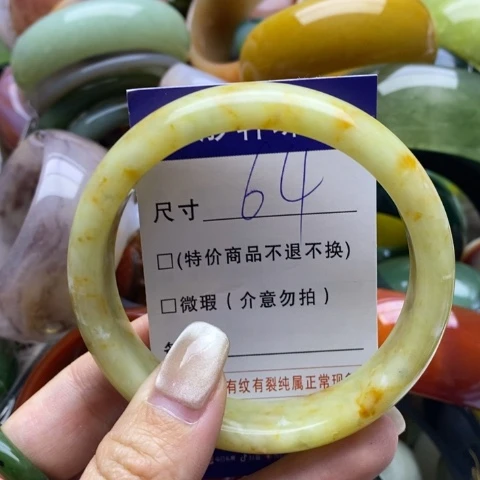 尺寸 64
□(特价商品不退不换)
□微瑕（介意勿拍）
有纹有裂纯属正常现